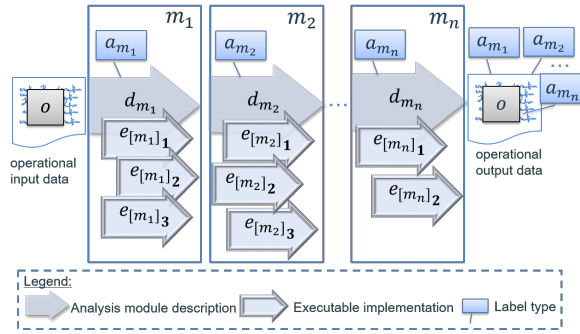 m1 m2 mn
am1 am2 amn am1 am2
...
o dm1 dm2 ... dmn o amn
operational
input data
operational
output data
e[m1]1 e[m2]1 e[mn]1
e[m1]2 e[m2]2 e[mn]2
e[m1]3 e[m2]3
Legend:
Analysis module description Executable implementation Label type